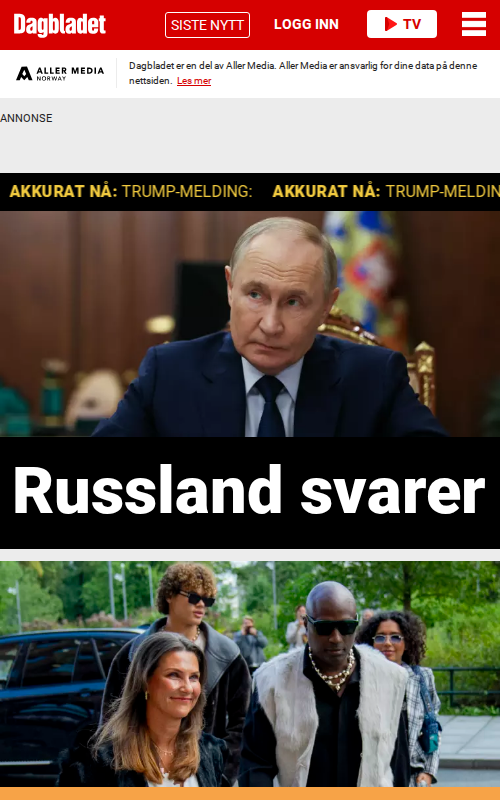 Dagbladet
SISTE NYTT
LOGG INN
TV
ALLER MEDIA
NORWAY
Dagbladet er en del av Aller Media. Aller Media er ansvarlig for dine data på denne
nettsiden. Les mer
ANNONSE
AKKURAT NÅ: TRUMP-MELDING: AKKURAT NÅ: TRUMP-MELDIN
Russland svarer